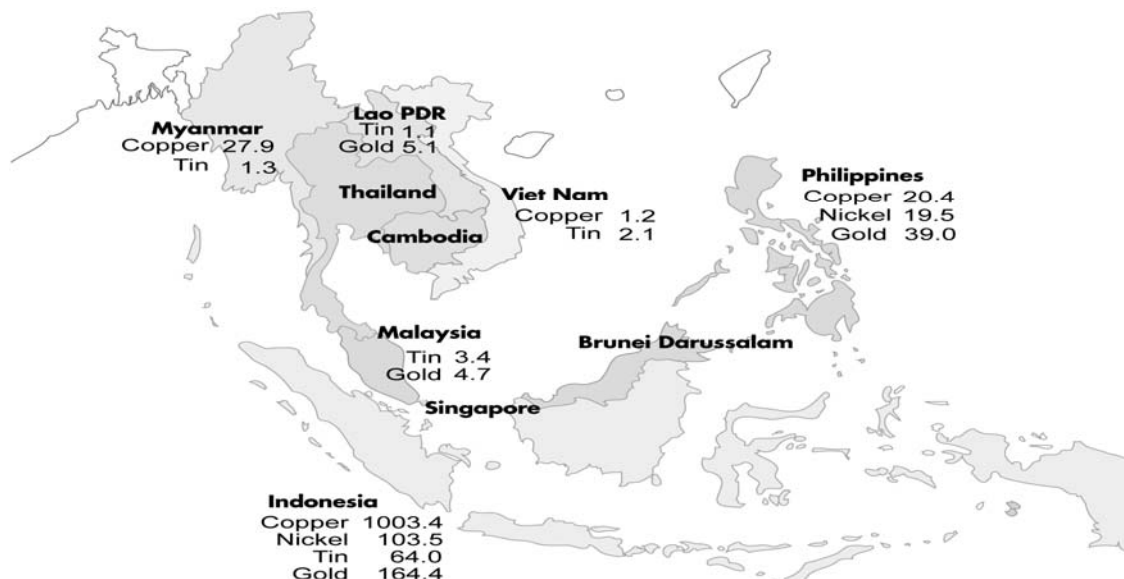 Lao PDR
Tin 1.1
Gold 5.1
Myanmar
Copper 27.9
Tin 1.3
Thailand
Viet Nam
Copper 1.2
Tin 2.1
Cambodia
Philippines
Copper 20.4
Nickel 19.5
Gold 39.0
Malaysia
Tin 3.4
Gold 4.7
Brunei Darussalam
Singapore
Indonesia
Copper 1003.4
Nickel 103.5
Tin 64.0
Gold 164.4